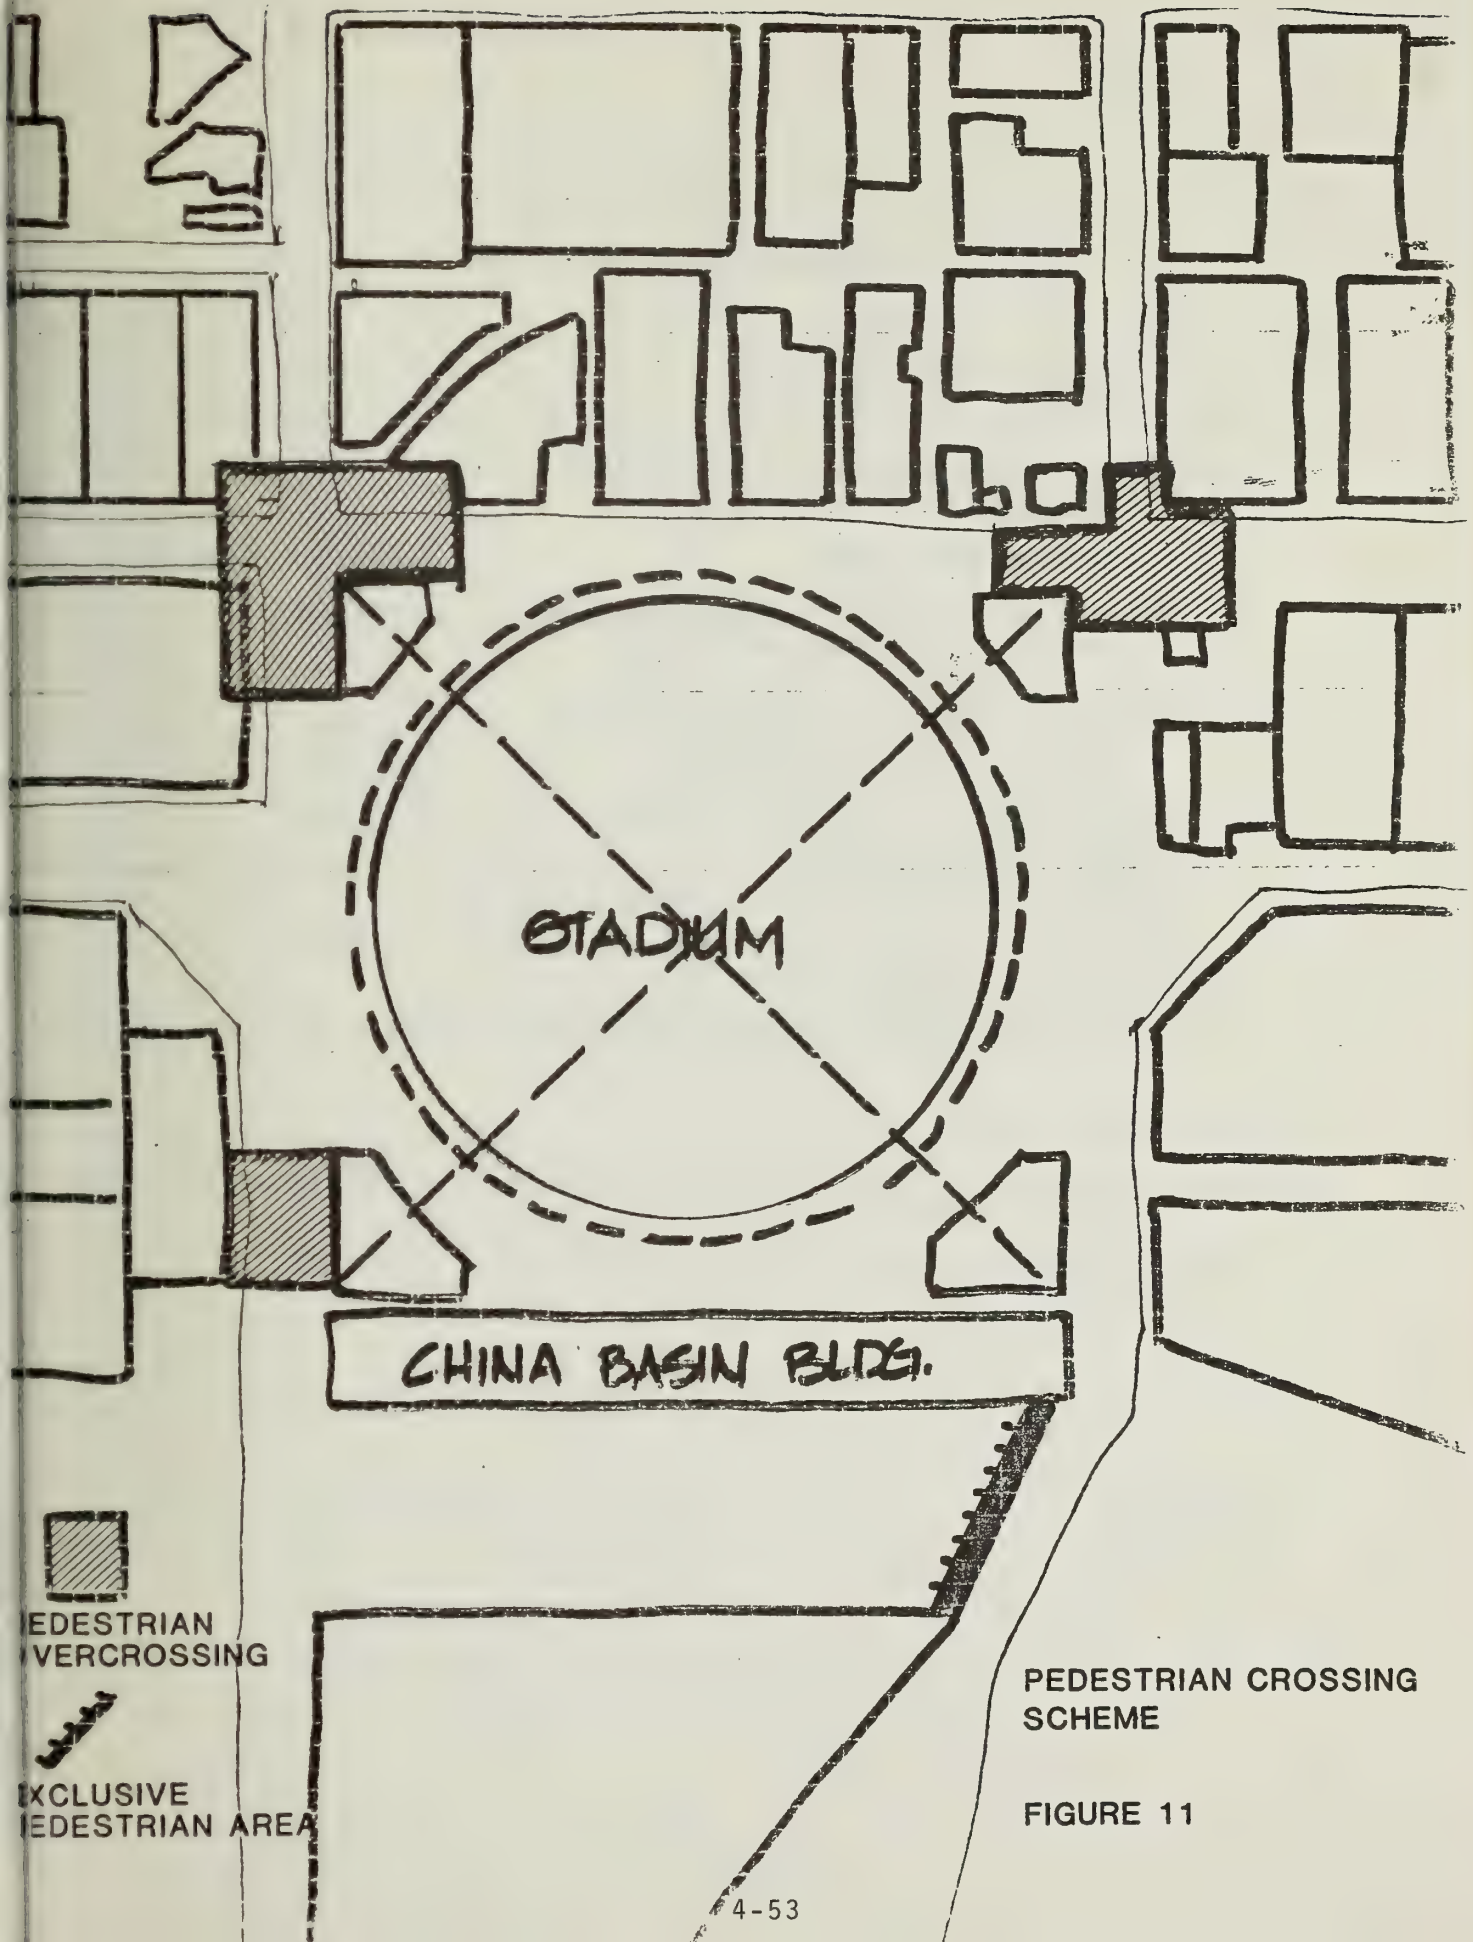 STADIUM
CHINA BASIN BLDG.
EDESTRIAN
VERCROSSING
XCLUSIVE
EDESTRIAN AREA
PEDESTRIAN CROSSING
SCHEME
FIGURE 11
4-53